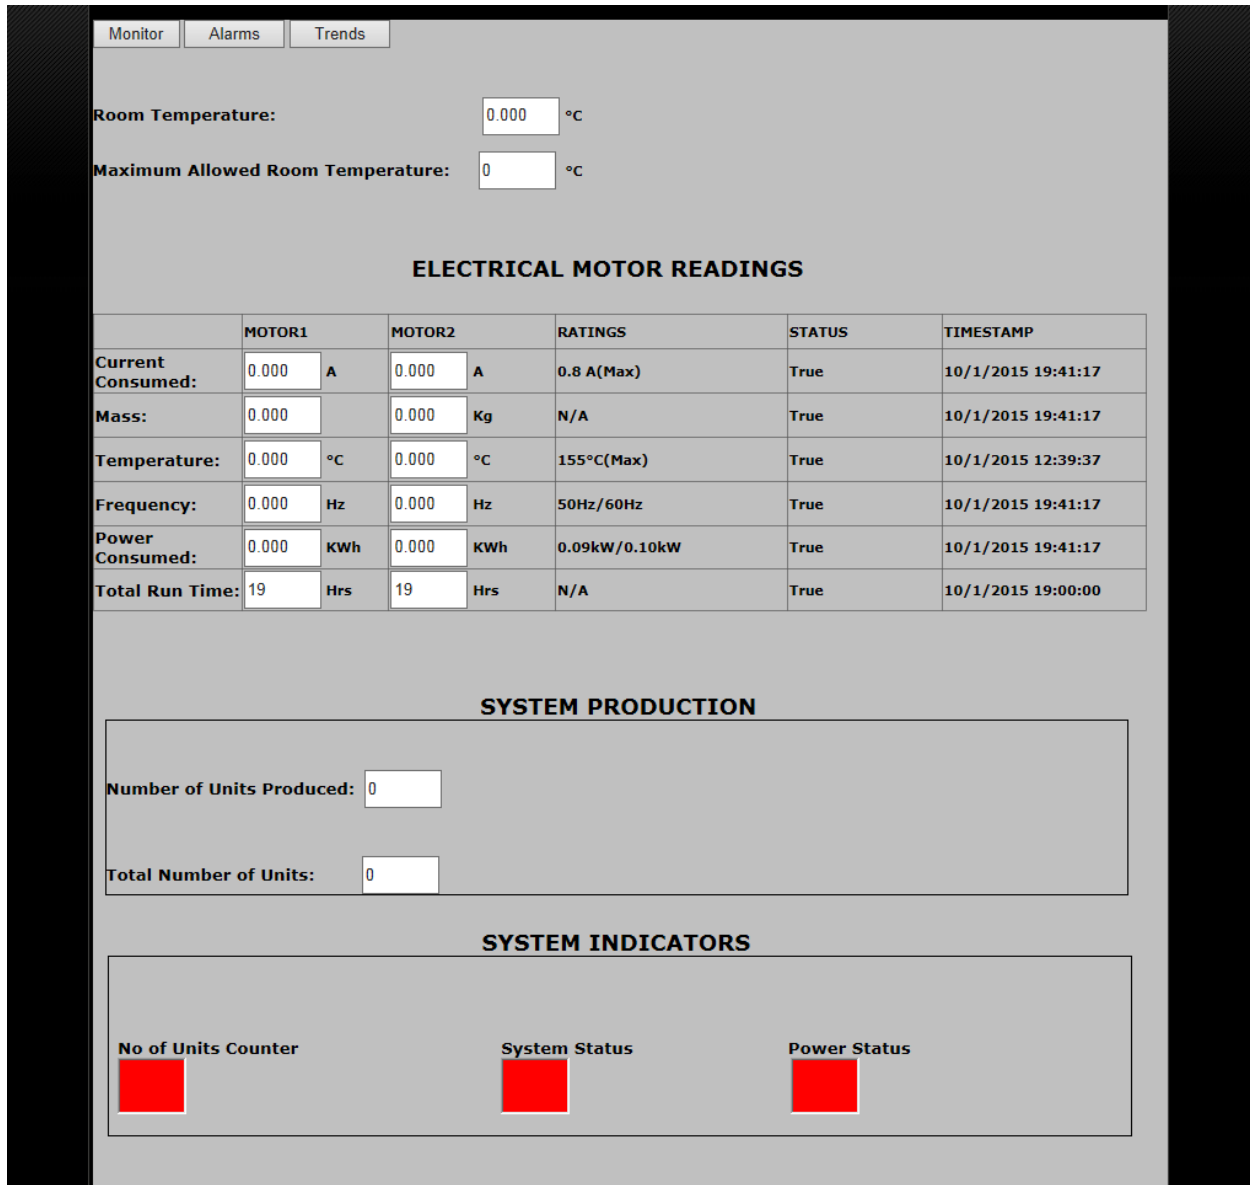 Monitor Alarms Trends
Room Temperature: 0.000 °C
Maximum Allowed Room Temperature: 0 °C
ELECTRICAL MOTOR READINGS
MOTOR1 MOTOR2 RATINGS STATUS TIMESTAMP
Current
Consumed: 0.000 A 0.000 A 0.8 A(Max) True 10/1/2015 19:41:17
Mass: 0.000 0.000 Kg N/A True 10/1/2015 19:41:17
Temperature: 0.000 °C 0.000 °C 155°C(Max) True 10/1/2015 12:39:37
Frequency: 0.000 Hz 0.000 Hz 50Hz/60Hz True 10/1/2015 19:41:17
Power
Consumed: 0.000 KWh 0.000 KWh 0.09kW/0.10kW True 10/1/2015 19:41:17
Total Run Time: 19 Hrs 19 Hrs N/A True 10/1/2015 19:00:00
SYSTEM PRODUCTION
Number of Units Produced: 0
Total Number of Units: 0
SYSTEM INDICATORS
No of Units Counter System Status Power Status